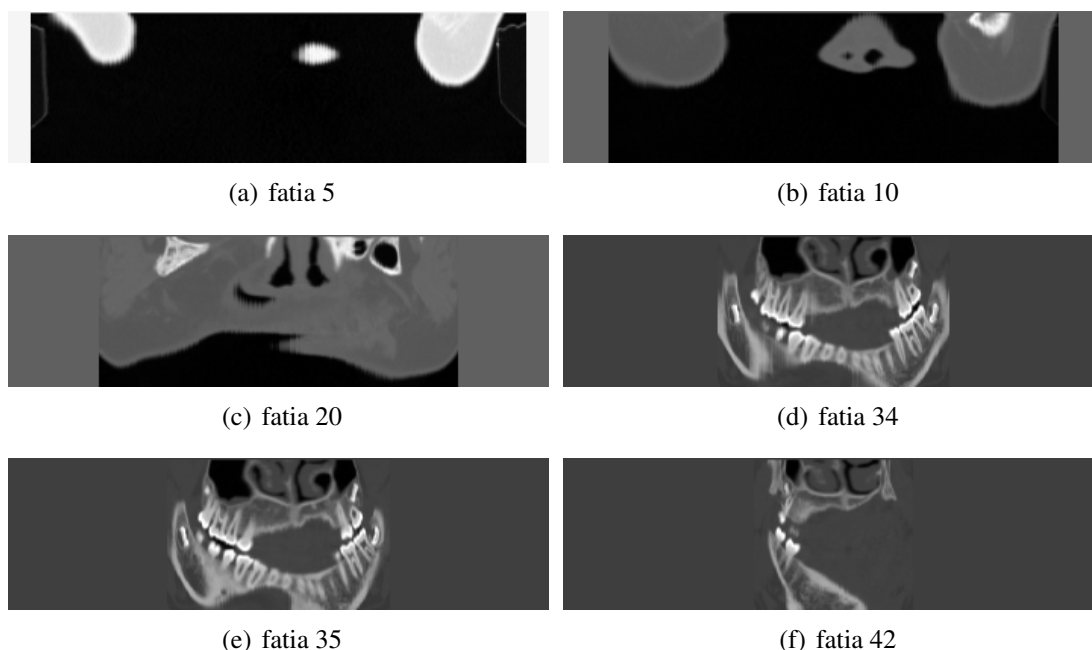 (a) fatia 5
(b) fatia 10
(c) fatia 20
(d) fatia 34
(e) fatia 35
(f) fatia 42